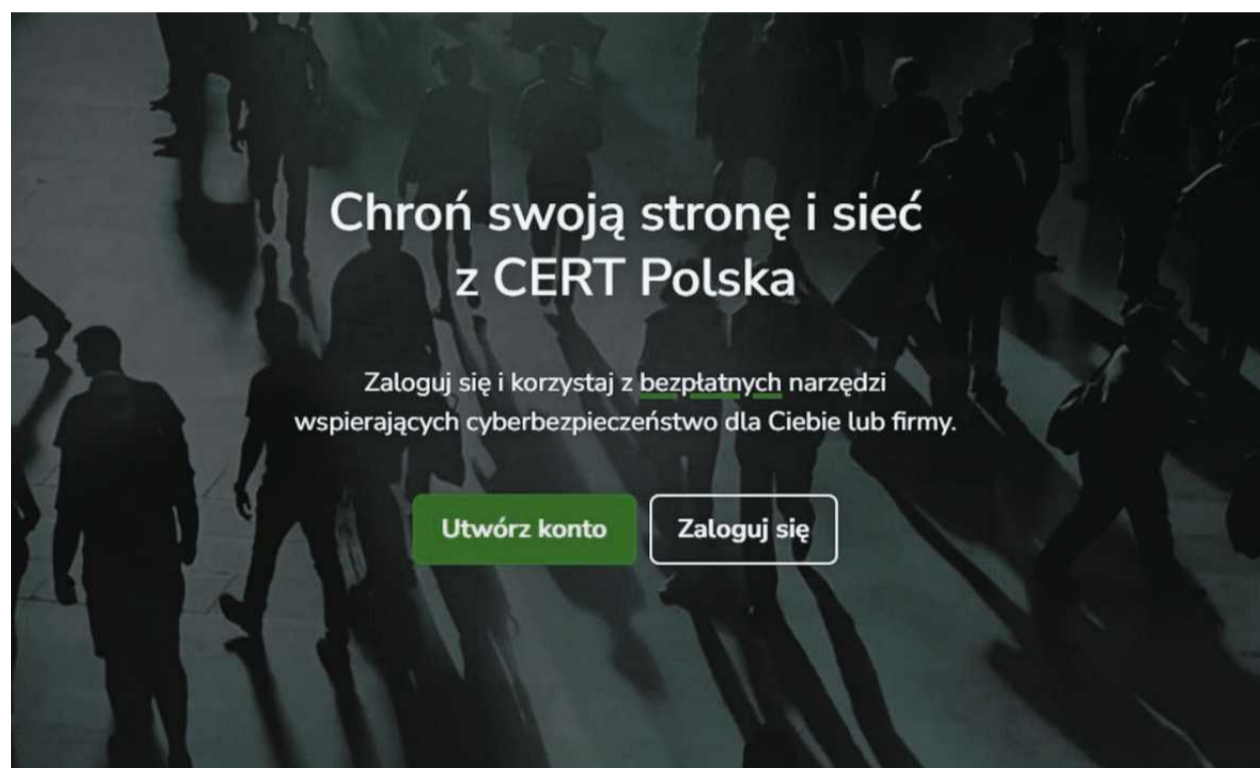 Chroń swoją stronę i sieć
z CERT Polska
Zaloguj się i korzystaj z bezpłatnych narzędzi
wspierających cyberbezpieczeństwo dla Ciebie lub firmy.
Utwórz konto
Zaloguj się